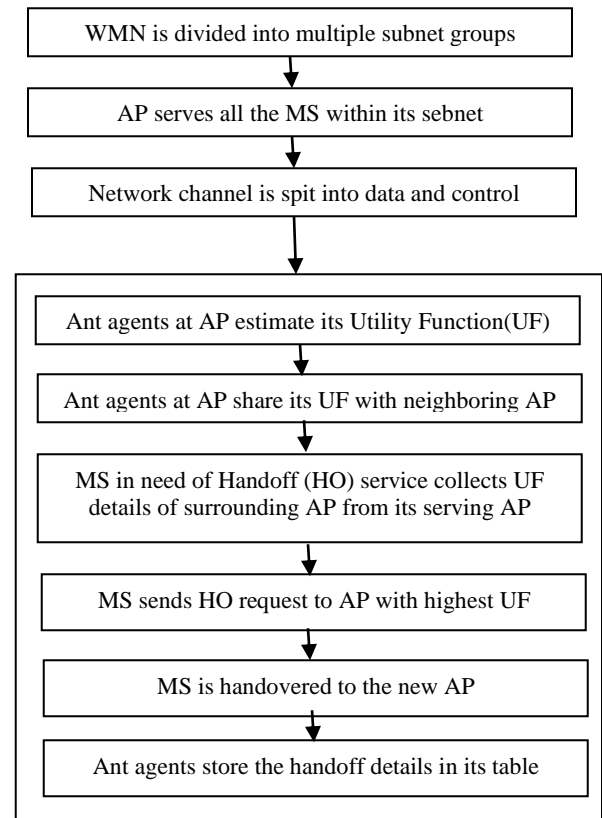 WMN is divided into multiple subnet groups
AP serves all the MS within its sebnet
Network channel is spit into data and control
Ant agents at AP estimate its Utility Function(UF)
Ant agents at AP share its UF with neighboring AP
MS in need of Handoff (HO) service collects UF
details of surrounding AP from its serving AP
MS sends HO request to AP with highest UF
MS is handovered to the new AP
Ant agents store the handoff details in its table